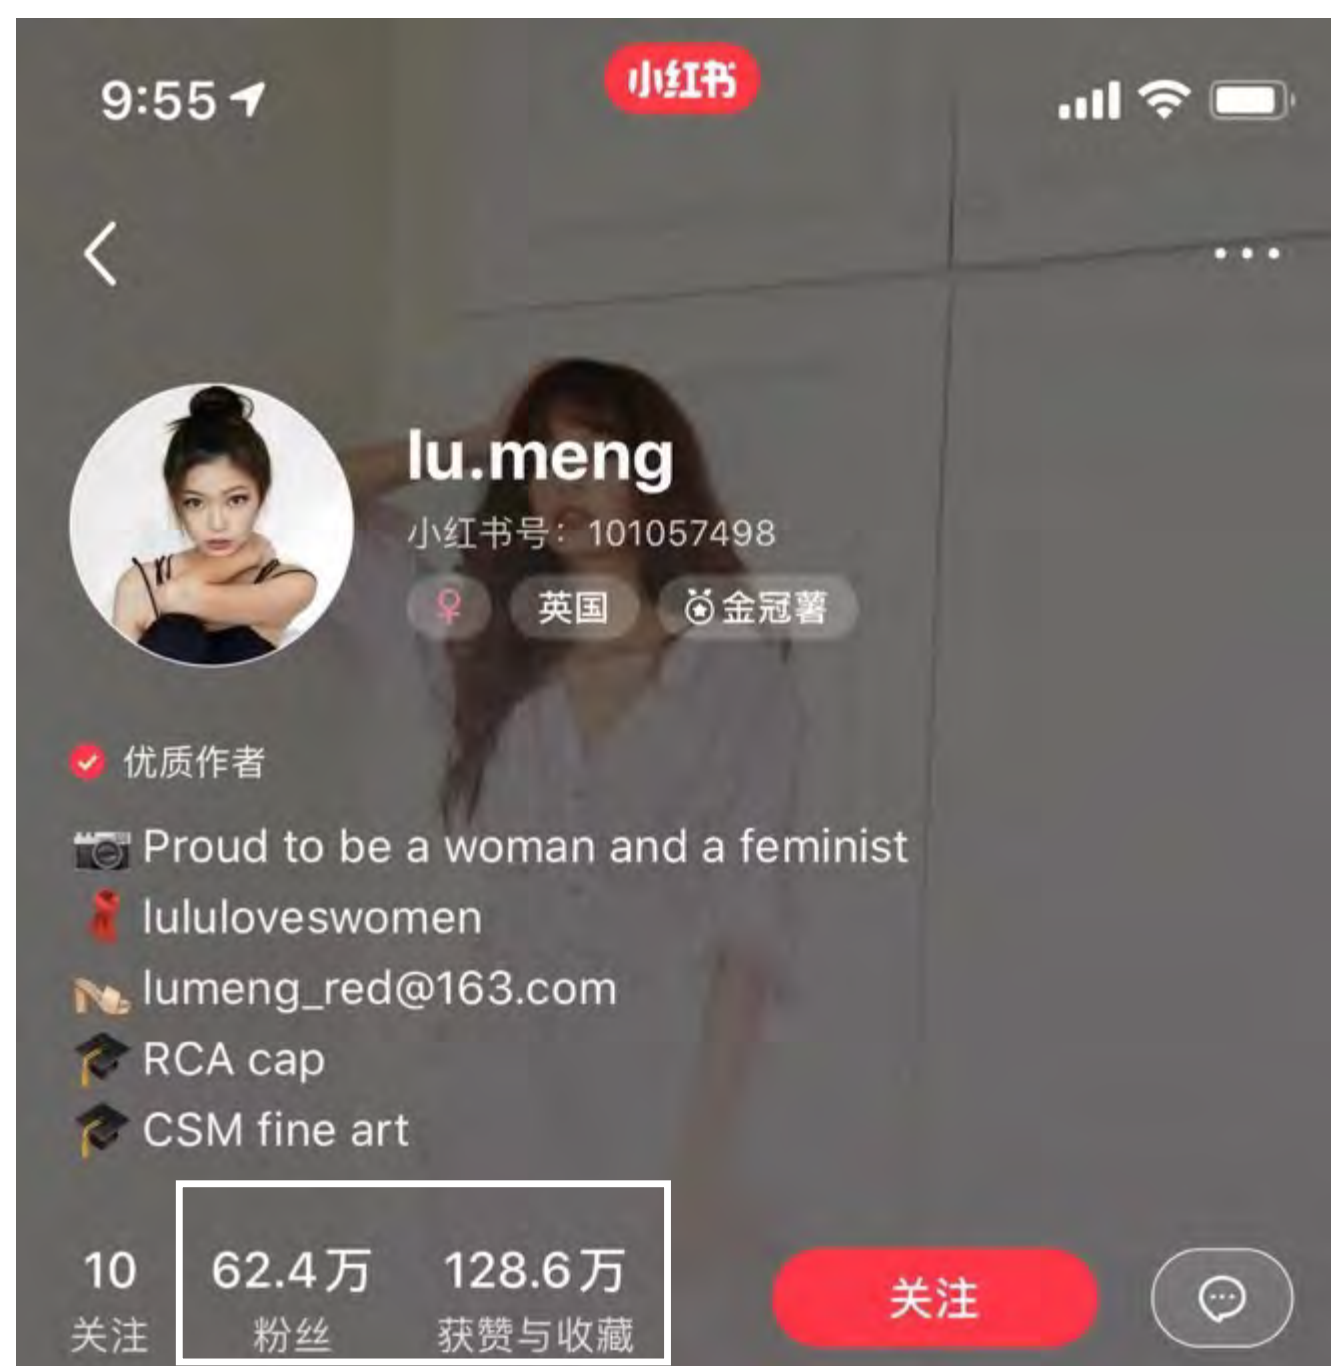 9:55
小红书
lu.meng
小红书号：101057498
英国
金冠薯
优质作者
Proud to be a woman and a feminist
lululoveswomen
lumeng_red@163.com
RCA cap
CSM fine art
10
62.4万
128.6万
关注
粉丝
获赞与收藏
关注